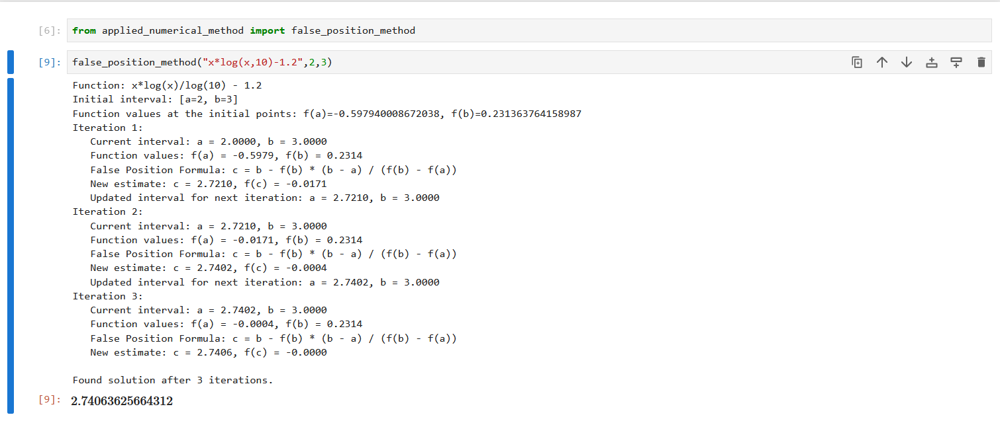 [6]: from applied_numerical_method import false_position_method
[9]: false_position_method("x*log(x,10)-1.2",2,3)
Function: x*log(x)/log(10) - 1.2
Initial interval: [a=2, b=3]
Function values at the initial points: f(a)=-0.597940008672038, f(b)=0.231363764158987
Iteration 1:
   Current interval: a = 2.0000, b = 3.0000
   Function values: f(a) = -0.5979, f(b) = 0.2314
   False Position Formula: c = b - f(b) * (b - a) / (f(b) - f(a))
   New estimate: c = 2.7210, f(c) = -0.0171
   Updated interval for next iteration: a = 2.7210, b = 3.0000
Iteration 2:
   Current interval: a = 2.7210, b = 3.0000
   Function values: f(a) = -0.0171, f(b) = 0.2314
   False Position Formula: c = b - f(b) * (b - a) / (f(b) - f(a))
   New estimate: c = 2.7402, f(c) = -0.0004
   Updated interval for next iteration: a = 2.7402, b = 3.0000
Iteration 3:
   Current interval: a = 2.7402, b = 3.0000
   Function values: f(a) = -0.0004, f(b) = 0.2314
   False Position Formula: c = b - f(b) * (b - a) / (f(b) - f(a))
   New estimate: c = 2.7406, f(c) = -0.0000
Found solution after 3 iterations.
[9]: 2.74063625664312